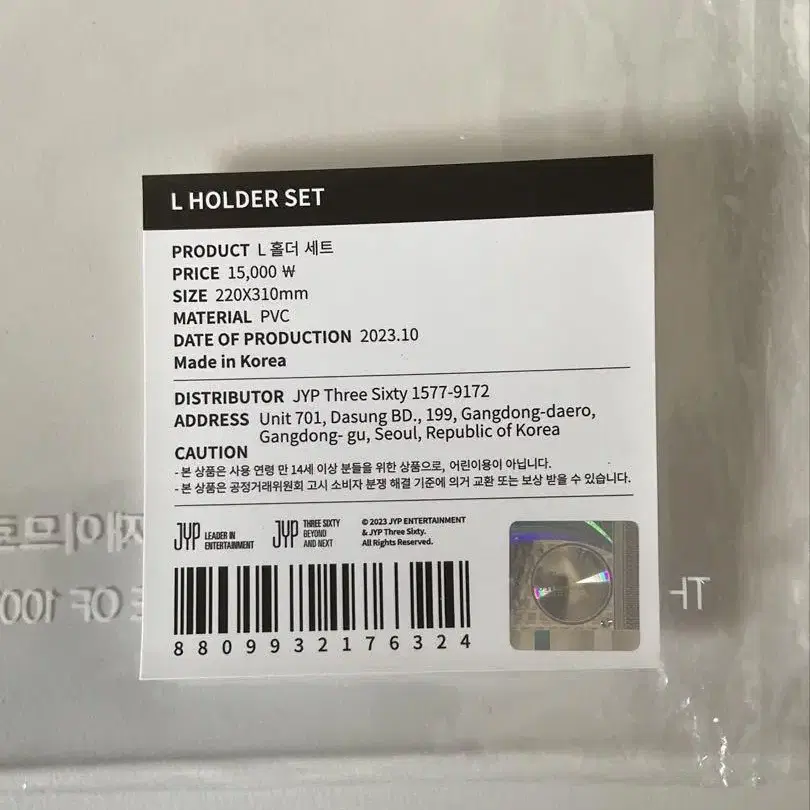 L HOLDER SET
PRODUCT L 홀더 세트
PRICE 15,000 ₩
SIZE 220X310mm
MATERIAL PVC
DATE OF PRODUCTION 2023.10
Made in Korea
DISTRIBUTOR JYP Three Sixty 1577-9172
ADDRESS Unit 701, Dasung BD., 199, Gangdong-daero,
Gangdong- gu, Seoul, Republic of Korea
CAUTION
- 본 상품은 사용 연령 만 14세 이상 분들을 위한 상품으로, 어린이용이 아닙니다.
- 본 상품은 공정거래위원회 고시 소비자 분쟁 해결 기준에 의거 교환 또는 보상 받을 수 있습니다.
JYP LEADER IN
ENTERTAINMENT
JYP THREE SIXTY
BEYOND
AND NEXT
© 2023 JYP ENTERTAINMENT
& JYP Three Sixty.
All Rights Reserved.
8809932176324
OF 100